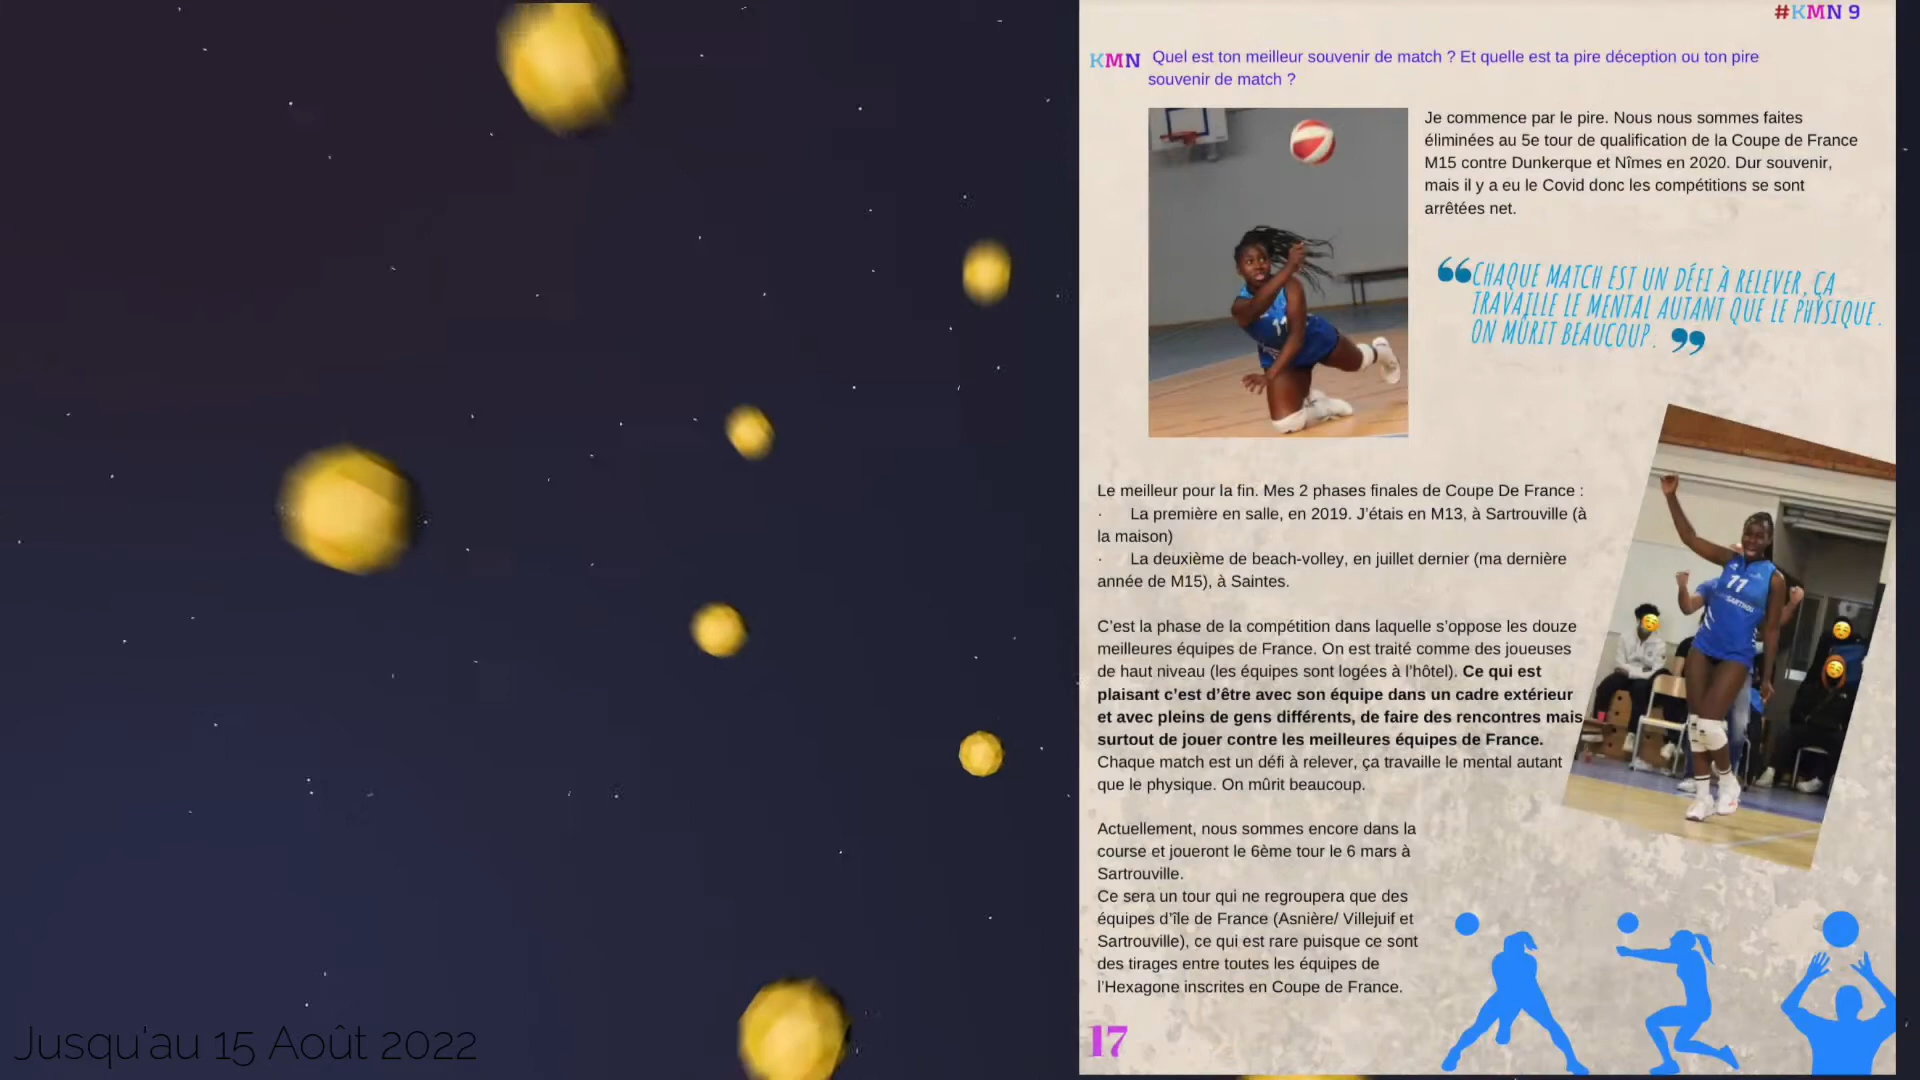 #KMN 9
KMN Quel est ton meilleur souvenir de match ? Et quelle est ta pire déception ou ton pire
souvenir de match ?
Je commence par le pire. Nous nous sommes faites
éliminées au 5e tour de qualification de la Coupe de France
M15 contre Dunkerque et Nîmes en 2020. Dur souvenir,
mais il y a eu le Covid donc les compétitions se sont
arrêtées net.
“CHAQUE MATCH EST UN DÉFI À RELEVER, ÇA
TRAVAILLE LE MENTAL AUTANT QUE LE PHYSIQUE.
ON MÛRIT BEAUCOUP. ”
11
Le meilleur pour la fin. Mes 2 phases finales de Coupe De France :
· La première en salle, en 2019. J’étais en M13, à Sartrouville (à
la maison)
· La deuxième de beach-volley, en juillet dernier (ma dernière
année de M15), à Saintes.
11
C’est la phase de la compétition dans laquelle s’oppose les douze
meilleures équipes de France. On est traité comme des joueuses
de haut niveau (les équipes sont logées à l’hôtel). Ce qui est
plaisant c’est d’être avec son équipe dans un cadre extérieur
et avec pleins de gens différents, de faire des rencontres mais
surtout de jouer contre les meilleures équipes de France.
Chaque match est un défi à relever, ça travaille le mental autant
que le physique. On mûrit beaucoup.
Actuellement, nous sommes encore dans la
course et joueront le 6ème tour le 6 mars à
Sartrouville.
Ce sera un tour qui ne regroupera que des
équipes d’île de France (Asnière/ Villejuif et
Sartrouville), ce qui est rare puisque ce sont
des tirages entre toutes les équipes de
l’Hexagone inscrites en Coupe de France.
17
Jusqu'au 15 Août 2022